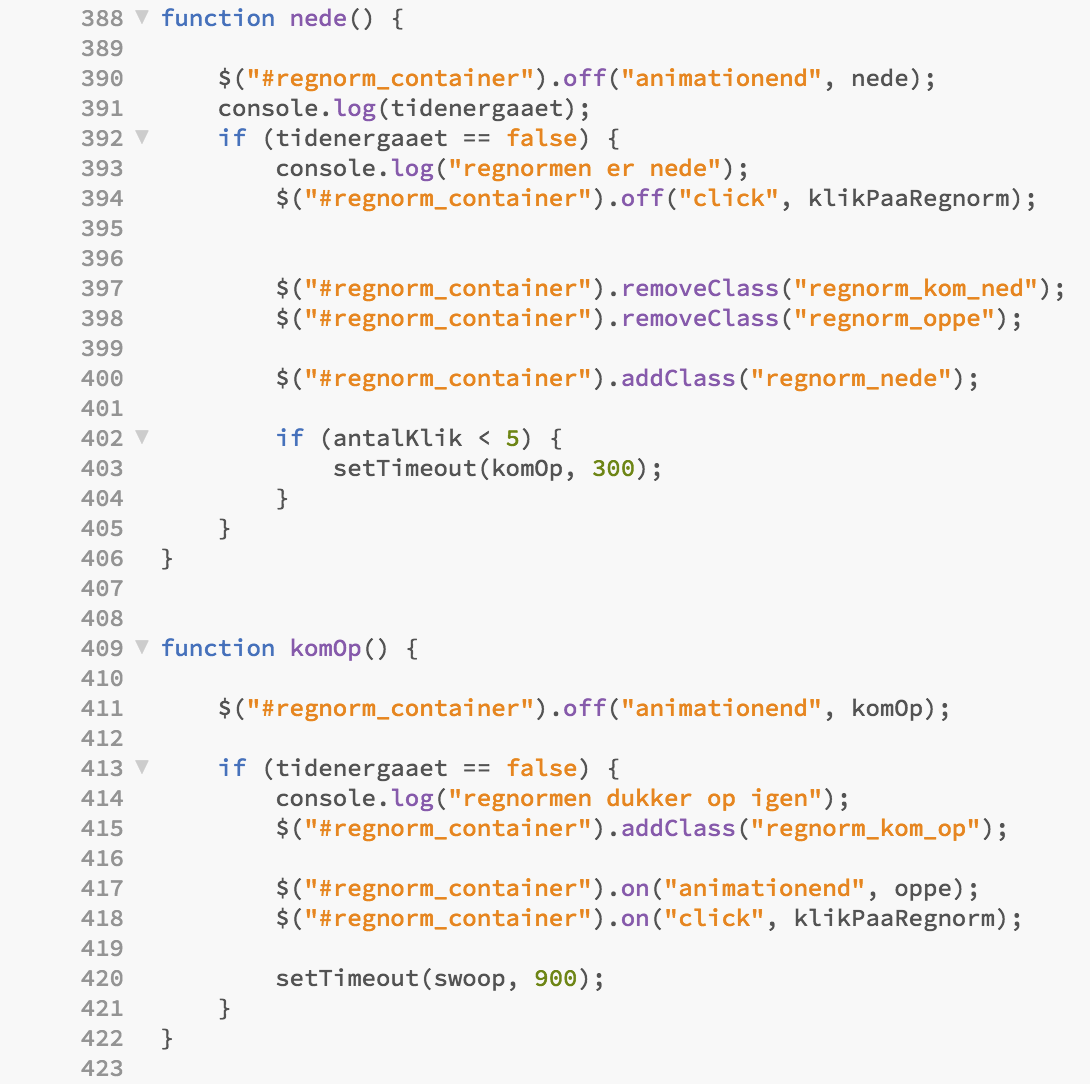 388 ▼ function nede() {
389
390     $("#regnorm_container").off("animationend", nede);
391     console.log(tidenergaaet);
392 ▼     if (tidenergaaet == false) {
393         console.log("regnormen er nede");
394         $("#regnorm_container").off("click", klikPaaRegnorm);
395
396
397         $("#regnorm_container").removeClass("regnorm_kom_ned");
398         $("#regnorm_container").removeClass("regnorm_oppe");
399
400         $("#regnorm_container").addClass("regnorm_nede");
401
402 ▼         if (antalKlik < 5) {
403             setTimeout(komOp, 300);
404         }
405     }
406 }
407
408
409 ▼ function komOp() {
410
411     $("#regnorm_container").off("animationend", komOp);
412
413 ▼     if (tidenergaaet == false) {
414         console.log("regnormen dukker op igen");
415         $("#regnorm_container").addClass("regnorm_kom_op");
416
417         $("#regnorm_container").on("animationend", oppe);
418         $("#regnorm_container").on("click", klikPaaRegnorm);
419
420         setTimeout(swoop, 900);
421     }
422 }
423